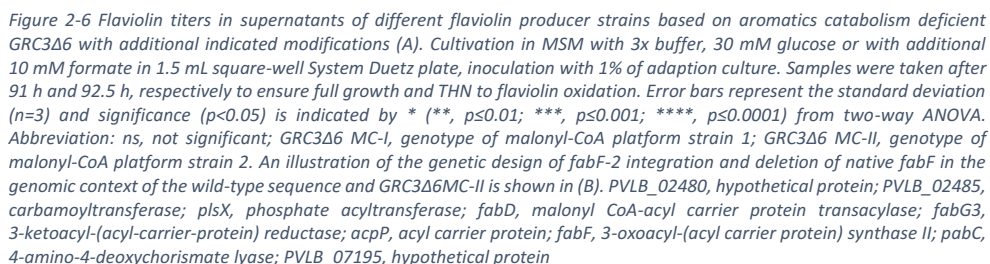 Figure 2-6 Flaviolin titers in supernatants of different flaviolin producer strains based on aromatics catabolism deficient
GRC3Δ6 with additional indicated modifications (A). Cultivation in MSM with 3x buffer, 30 mM glucose or with additional
10 mM formate in 1.5 mL square-well System Duetz plate, inoculation with 1% of adaption culture. Samples were taken after
91 h and 92.5 h, respectively to ensure full growth and THN to flaviolin oxidation. Error bars represent the standard deviation
(n=3) and significance (p<0.05) is indicated by * (**, p≤0.01; ***, p≤0.001; ****, p≤0.0001) from two-way ANOVA.
Abbreviation: ns, not significant; GRC3Δ6 MC-I, genotype of malonyl-CoA platform strain 1; GRC3Δ6 MC-II, genotype of
malonyl-CoA platform strain 2. An illustration of the genetic design of fabF-2 integration and deletion of native fabF in the
genomic context of the wild-type sequence and GRC3Δ6MC-II is shown in (B). PVLB_02480, hypothetical protein; PVLB_02485,
carbamoyltransferase; plsX, phosphate acyltransferase; fabD, malonyl CoA-acyl carrier protein transacylase; fabG3,
3-ketoacyl-(acyl-carrier-protein) reductase; acpP, acyl carrier protein; fabF, 3-oxoacyl-(acyl carrier protein) synthase II; pabC,
4-amino-4-deoxychorismate lyase; PVLB_07195, hypothetical protein